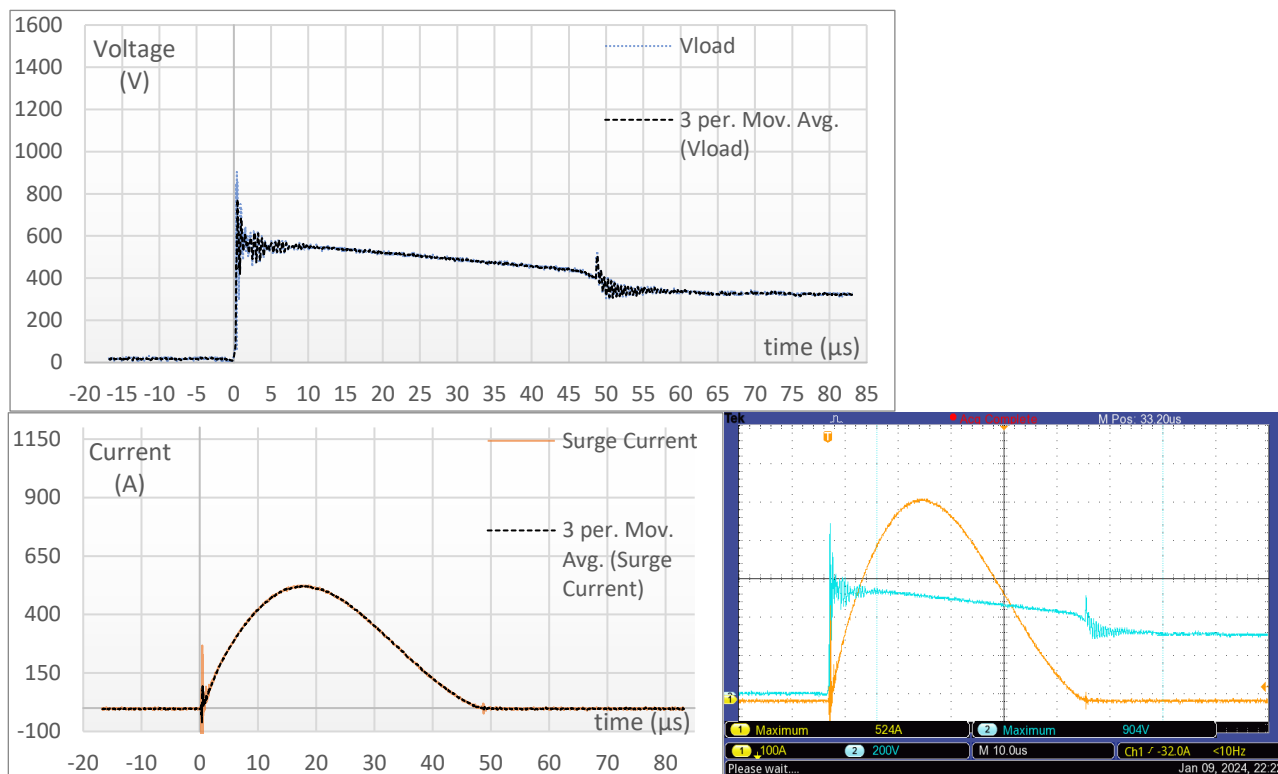 1600
1400
1200
1000
800
600
400
200
0
Voltage
(V)
Vload
3 per. Mov. Avg.
(Vload)
time (µs)
-20 -15 -10 -5 0 5 10 15 20 25 30 35 40 45 50 55 60 65 70 75 80 85
1150
900
650
400
150
-100
Current
(A)
Surge Current
3 per. Mov.
Avg. (Surge
Current)
time (µs)
-20 -10 0 10 20 30 40 50 60 70 80
Tek
M Pos: 33.20us
T
1
1 Maximum 524A 2 Maximum 904V
1 100A 2 200V M 10.0us Ch1 -32.0A <10Hz
Please wait.... Jan 09, 2024, 22:2